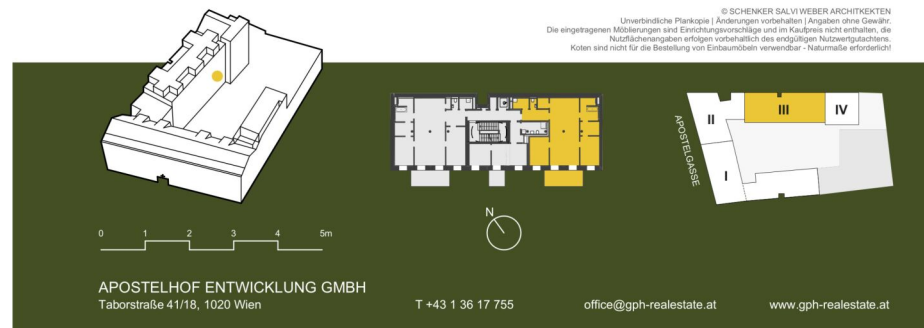 © SCHENKER SALVI WEBER ARCHITKEKTEN
Unverbindliche Plankopie | Änderungen vorbehalten | Angaben ohne Gewähr.
Die eingetragenen Möblierungen sind Einrichtungsvorschläge und im Kaufpreis nicht enthalten, die
Nutzflächenangaben erfolgen vorbehaltlich des endgültigen Nutzwertgutachtens.
Koten sind nicht für die Bestellung von Einbaumöbeln verwendbar - Naturmaße erforderlich!
II
III
IV
I
APOSTELGASSE
N
0 1 2 3 4 5m
APOSTELHOF ENTWICKLUNG GMBH
Taborstraße 41/18, 1020 Wien
T +43 1 36 17 755
office@gph-realestate.at
www.gph-realestate.at